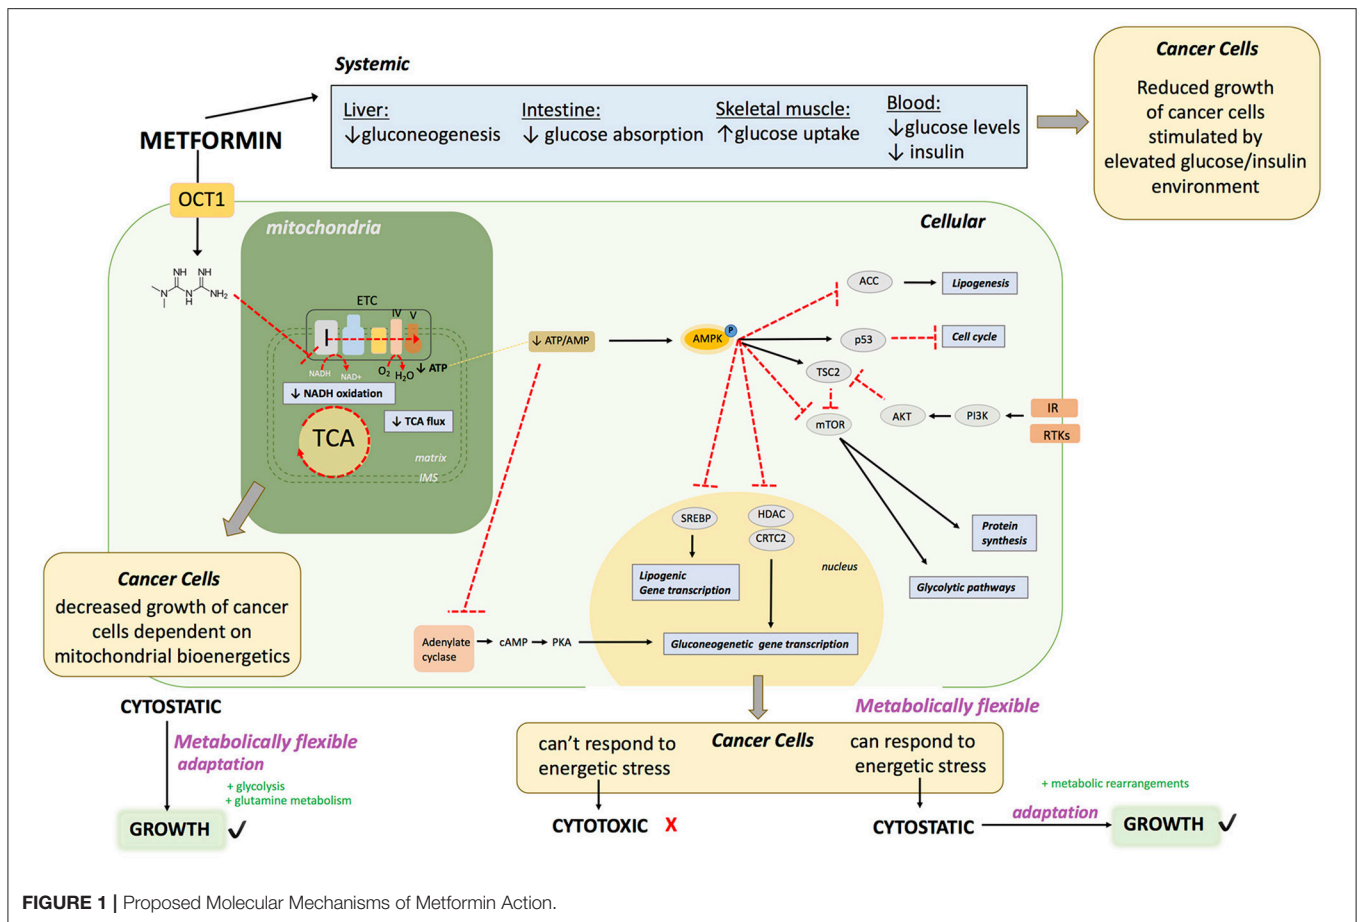 Systemic
METFORMIN
Liver:
↓gluconeogenesis
Intestine:
↓ glucose absorption
Skeletal muscle:
↑glucose uptake
Blood:
↓glucose levels
↓ insulin
Cancer Cells
Reduced growth
of cancer cells
stimulated by
elevated glucose/insulin
environment
OCT1
Cellular
mitochondria
NH NH
N N NH2
H
ETC
I
IV
V
NADH
NAD+
O2
H2O
↓ ATP
↓ NADH oxidation
↓ TCA flux
TCA
matrix
IMS
↓ ATP/AMP
AMPK
P
ACC
Lipogenesis
p53
Cell cycle
TSC2
mTOR
AKT
PI3K
IR
RTKs
SREBP
HDAC
CRTC2
nucleus
Lipogenic
Gene transcription
Protein
synthesis
Glycolytic pathways
Adenylate
cyclase
cAMP
PKA
Gluconeogenetic gene transcription
Cancer Cells
decreased growth of cancer
cells dependent on
mitochondrial bioenergetics
CYTOSTATIC
Metabolically flexible
adaptation
+ glycolysis
+ glutamine metabolism
GROWTH ✓
Metabolically flexible
can't respond to
energetic stress
Cancer Cells
can respond to
energetic stress
CYTOTOXIC X
CYTOSTATIC
+ metabolic rearrangements
adaptation
GROWTH ✓
FIGURE 1 | Proposed Molecular Mechanisms of Metformin Action.